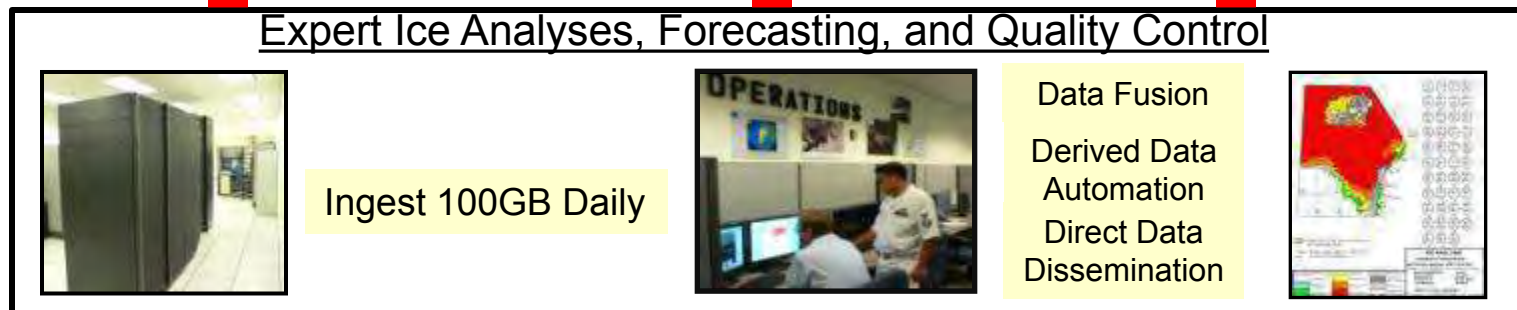 Expert Ice Analyses, Forecasting, and Quality Control
Ingest 100GB Daily
OPERATIONS
Data Fusion
Derived Data
Automation
Direct Data
Dissemination